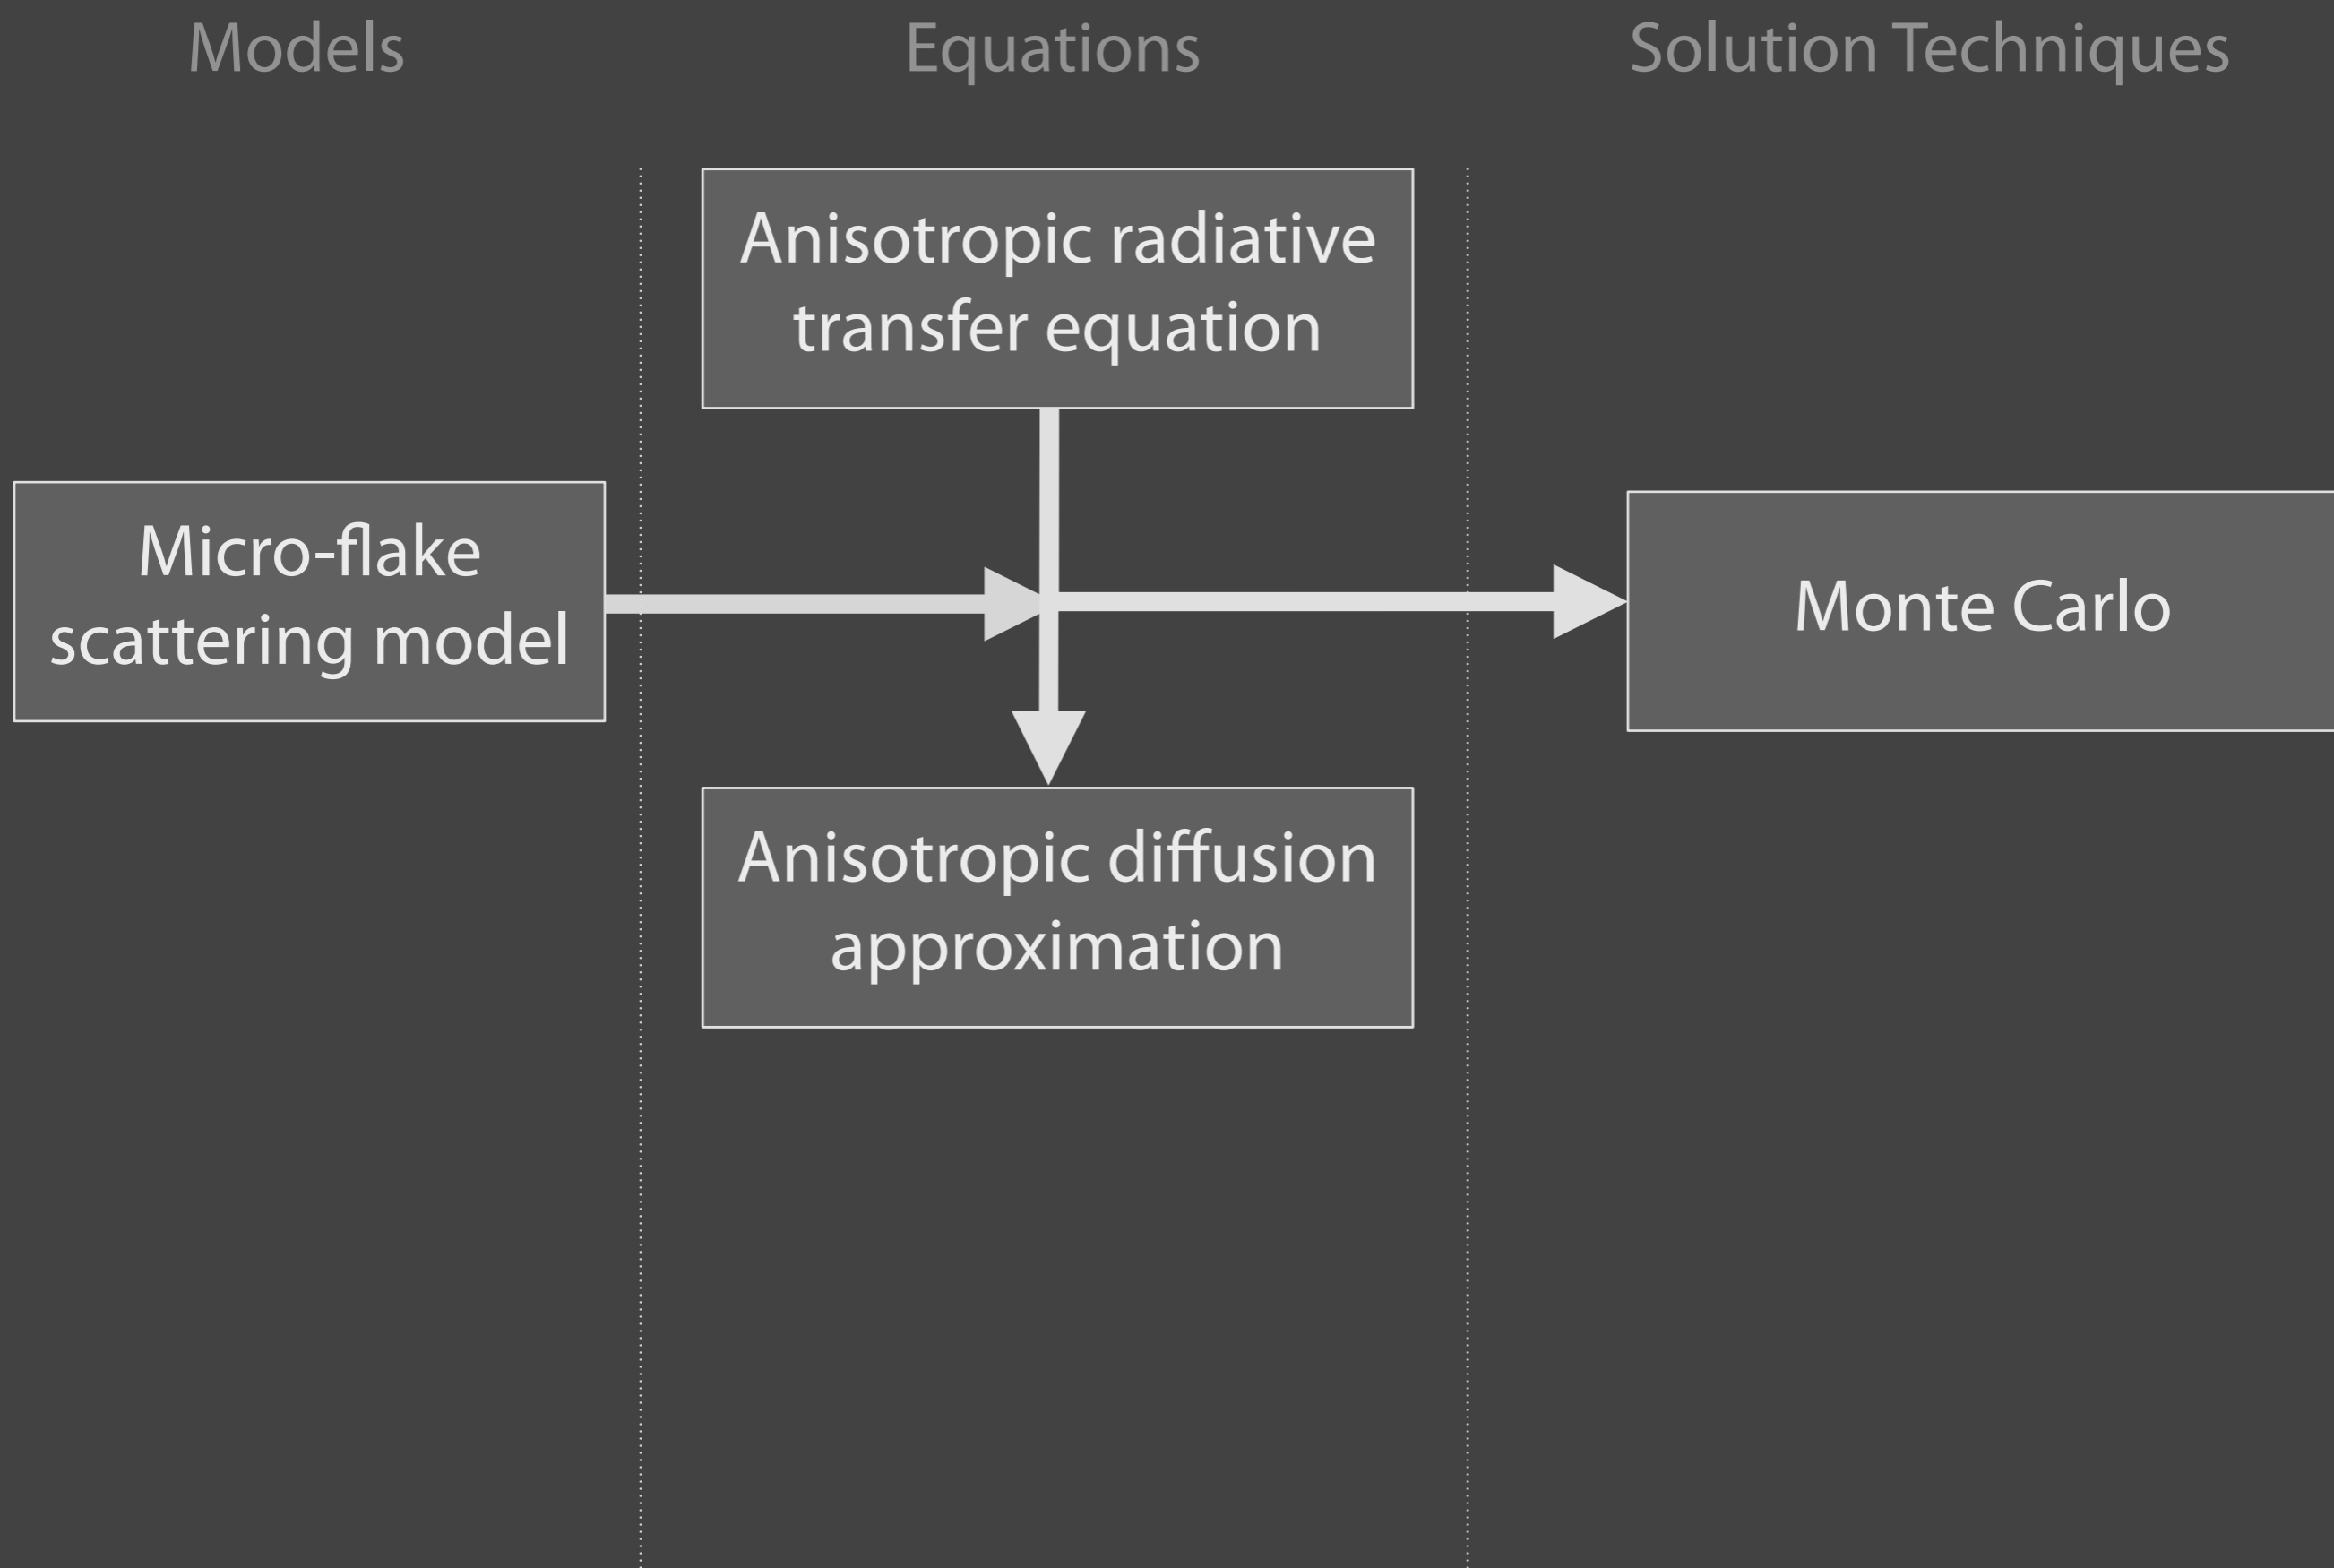 Models
Equations
Solution Techniques
Anisotropic radiative
transfer equation
Micro-flake
scattering model
Monte Carlo
Anisotropic diffusion
approximation